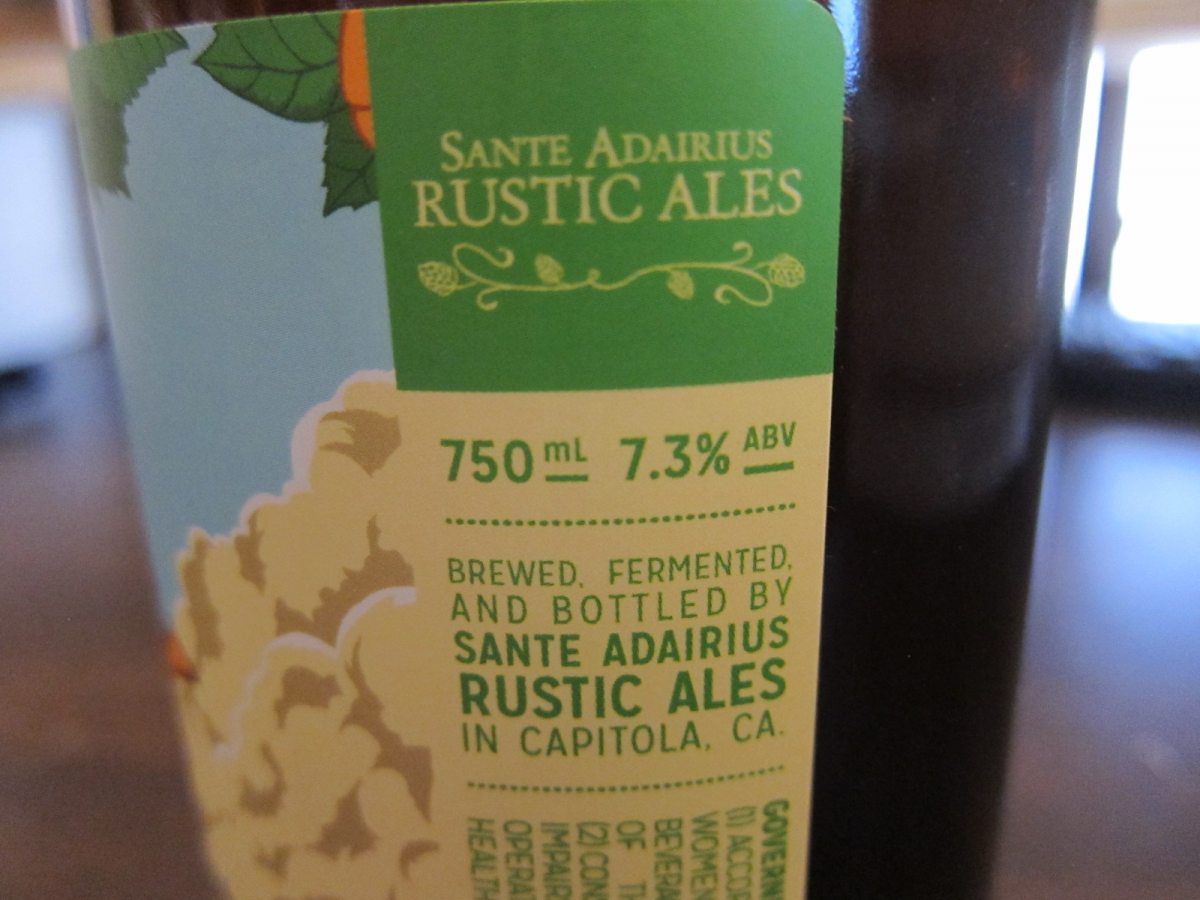 SANTE ADAIRIUS
RUSTIC ALES
750 mL 7.3% ABV
BREWED, FERMENTED,
AND BOTTLED BY
SANTE ADAIRIUS
RUSTIC ALES
IN CAPITOLA, CA.
OF